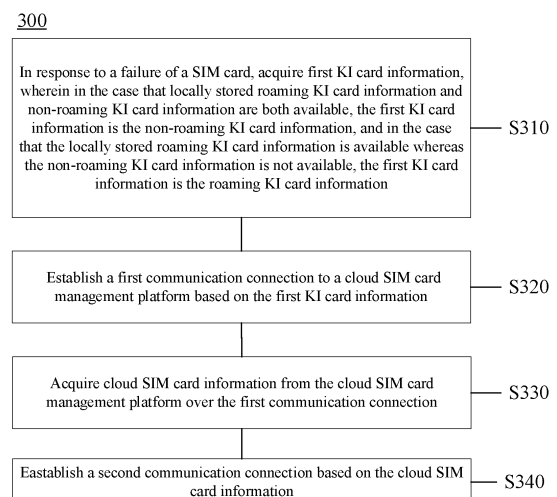 300
In response to a failure of a SIM card, acquire first KI card information,
wherein in the case that locally stored roaming KI card information and
non-roaming KI card information are both available, the first KI card
information is the non-roaming KI card information, and in the case
that the locally stored roaming KI card information is available whereas
the non-roaming KI card information is not available, the first KI card
information is the roaming KI card information
S310
Establish a first communication connection to a cloud SIM card
management platform based on the first KI card information
S320
Acquire cloud SIM card information from the cloud SIM card
management platform over the first communication connection
S330
Eastablish a second communication connection based on the cloud SIM
card information
S340